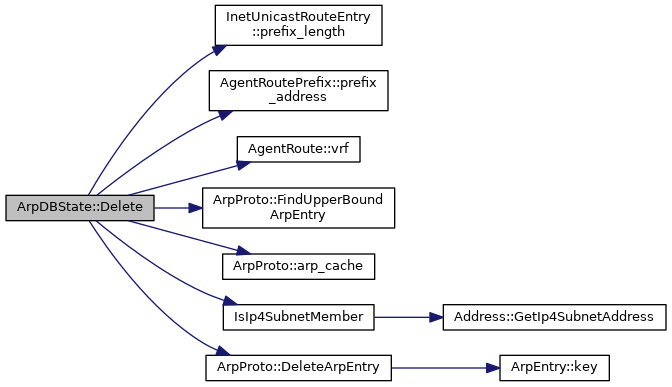 InetUnicastRouteEntry
::prefix_length
AgentRoutePrefix::prefix
_address
AgentRoute::vrf
ArpDBState::Delete
ArpProto::FindUpperBound
ArpEntry
ArpProto::arp_cache
IsIp4SubnetMember
Address::GetIp4SubnetAddress
ArpProto::DeleteArpEntry
ArpEntry::key